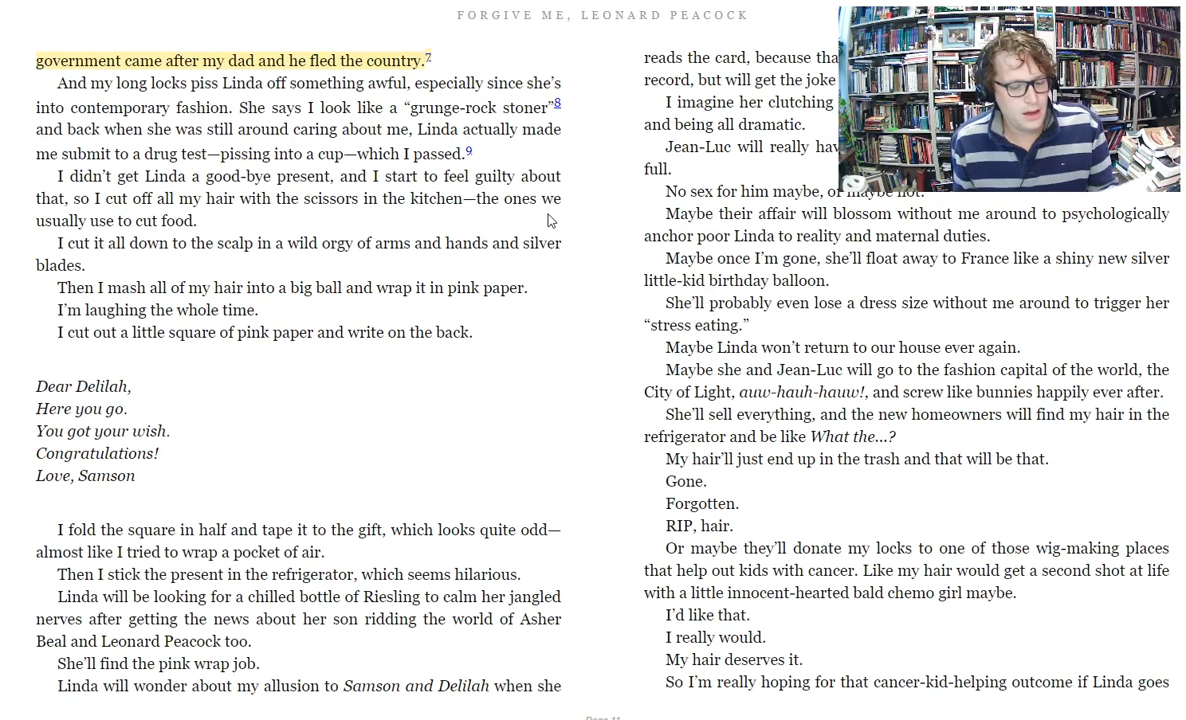 FORGIVE ME, LEONARD PEACOCK
government came after my dad and he fled the country.7
And my long locks piss Linda off something awful, especially since she’s
into contemporary fashion. She says I look like a “grunge-rock stoner”8
and back when she was still around caring about me, Linda actually made
me submit to a drug test—pissing into a cup—which I passed.9
I didn’t get Linda a good-bye present, and I start to feel guilty about
that, so I cut off all my hair with the scissors in the kitchen—the ones we
usually use to cut food.
I cut it all down to the scalp in a wild orgy of arms and hands and silver
blades.
Then I mash all of my hair into a big ball and wrap it in pink paper.
I’m laughing the whole time.
I cut out a little square of pink paper and write on the back.
Dear Delilah,
Here you go.
You got your wish.
Congratulations!
Love, Samson
I fold the square in half and tape it to the gift, which looks quite odd—
almost like I tried to wrap a pocket of air.
Then I stick the present in the refrigerator, which seems hilarious.
Linda will be looking for a chilled bottle of Riesling to calm her jangled
nerves after getting the news about her son ridding the world of Asher
Beal and Leonard Peacock too.
She’ll find the pink wrap job.
Linda will wonder about my allusion to Samson and Delilah when she
reads the card, because tha
record, but will get the joke
I imagine her clutching
and being all dramatic.
Jean-Luc will really hav
full.
No sex for him maybe, or maybe not.
Maybe their affair will blossom without me around to psychologically
anchor poor Linda to reality and maternal duties.
Maybe once I’m gone, she’ll float away to France like a shiny new silver
little-kid birthday balloon.
She’ll probably even lose a dress size without me around to trigger her
“stress eating.”
Maybe Linda won’t return to our house ever again.
Maybe she and Jean-Luc will go to the fashion capital of the world, the
City of Light, auw-hauh-hauw!, and screw like bunnies happily ever after.
She’ll sell everything, and the new homeowners will find my hair in the
refrigerator and be like What the...?
My hair’ll just end up in the trash and that will be that.
Gone.
Forgotten.
RIP, hair.
Or maybe they’ll donate my locks to one of those wig-making places
that help out kids with cancer. Like my hair would get a second shot at life
with a little innocent-hearted bald chemo girl maybe.
I’d like that.
I really would.
My hair deserves it.
So I’m really hoping for that cancer-kid-helping outcome if Linda goes
Page 11